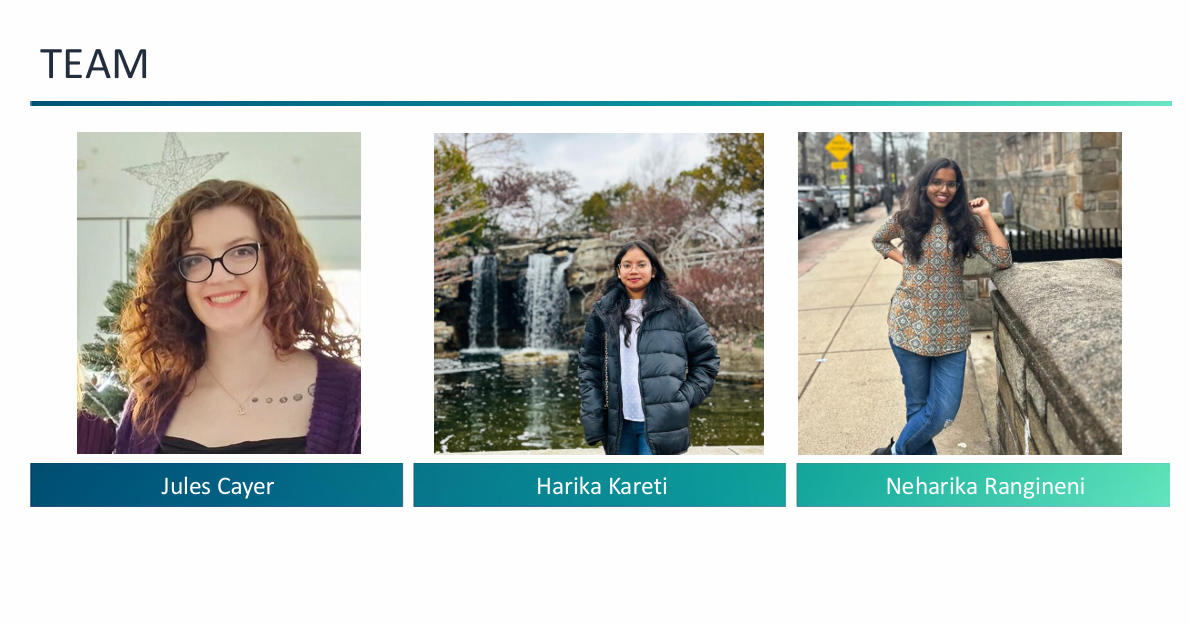 TEAM
Jules Cayer
Harika Kareti
Neharika Rangineni